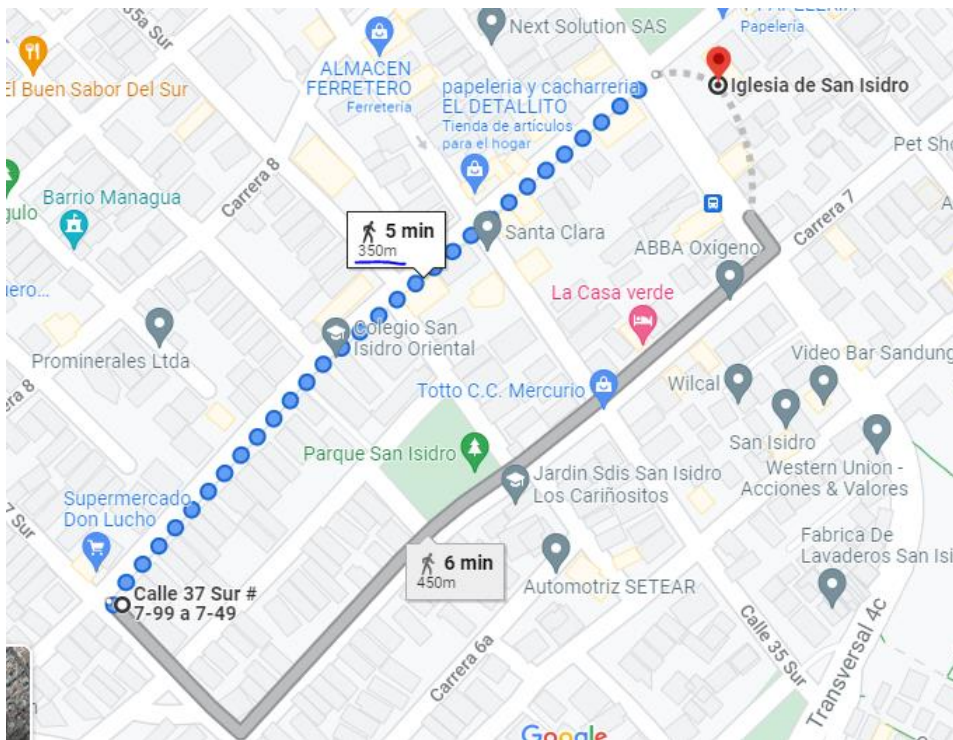 Next Solution SAS
Papelería
ALMACEN
FERRETERO
Ferretería
papeleria y cacharreria
EL DETALLITO
Tienda de artículos
para el hogar
Iglesia de San Isidro
El Buen Sabor Del Sur
Carrera 8
Pet Sho
Barrio Managua
5 min
350m
Santa Clara
ABBA Oxígeno
Carrera 7
La Casa verde
Colegio San
Isidro Oriental
Prominerales Ltda
Totto C.C. Mercurio
Wilcal
Video Bar Sandung
San Isidro
Parque San Isidro
Jardin Sdis San Isidro
Los Cariñositos
Western Union -
Acciones & Valores
Supermercado
Don Lucho
Fabrica De
Lavaderos San Isi
6 min
450m
Automotriz SETEAR
Calle 37 Sur #
7-99 a 7-49
Carrera 6a
Calle 35 Sur
Transversal 4c
Google